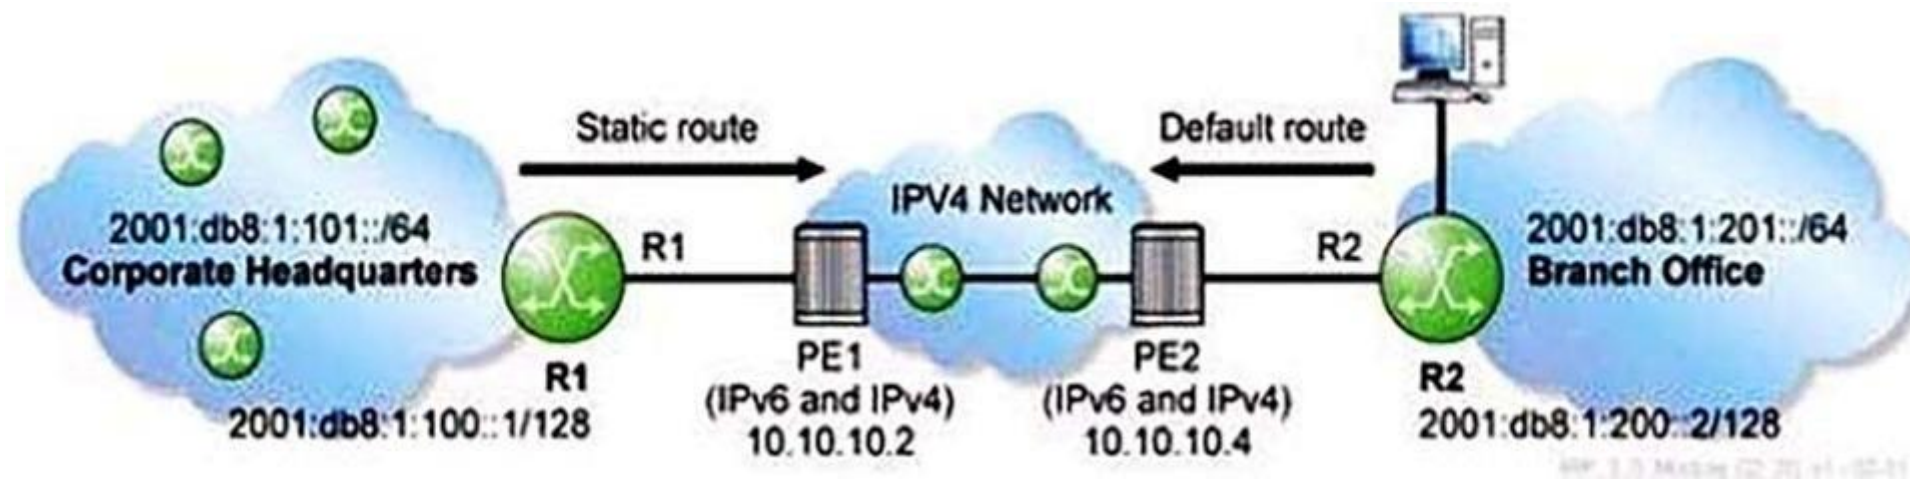 Static route
Default route
IPV4 Network
2001:db8:1:101::/64
Corporate Headquarters
R1
R2
2001:db8:1:201::/64
Branch Office
R1
2001:db8:1:100::1/128
PE1
(IPv6 and IPv4)
10.10.10.2
PE2
(IPv6 and IPv4)
10.10.10.4
R2
2001:db8:1:200::2/128